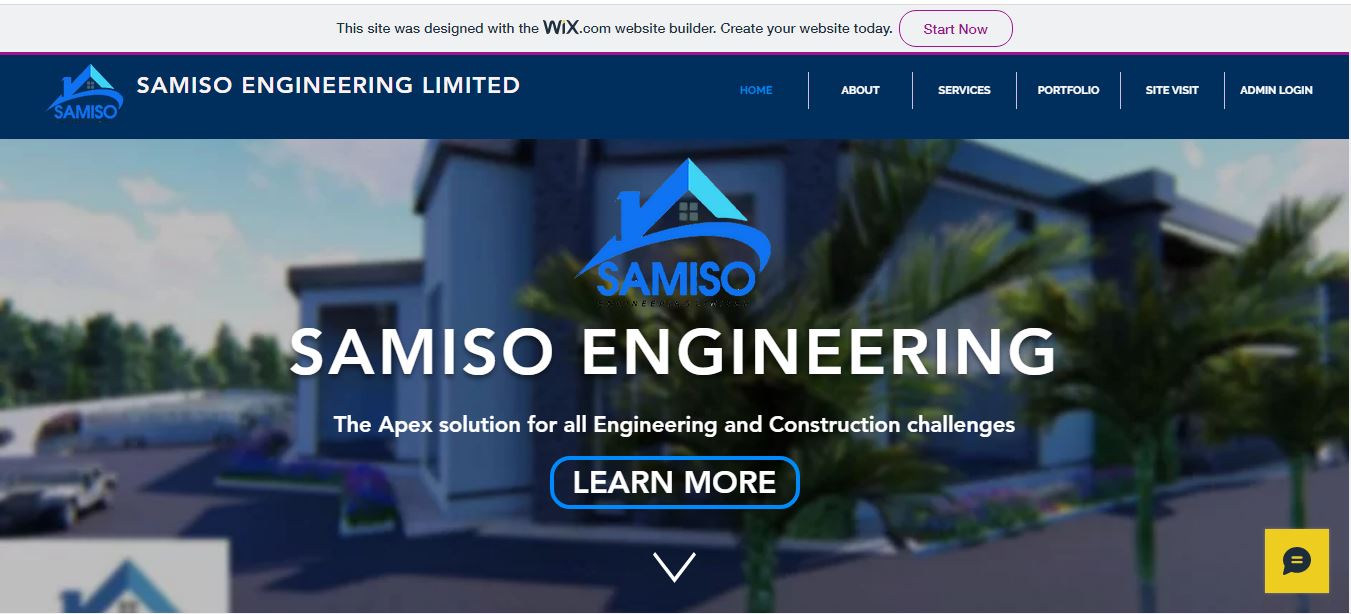 This site was designed with the WiX.com website builder. Create your website today. Start Now
SAMISO
SAMISO ENGINEERING LIMITED
HOME
ABOUT
SERVICES
PORTFOLIO
SITE VISIT
ADMIN LOGIN
SAMISO
ENGINEERING LIMITED
SAMISO ENGINEERING
The Apex solution for all Engineering and Construction challenges
LEARN MORE